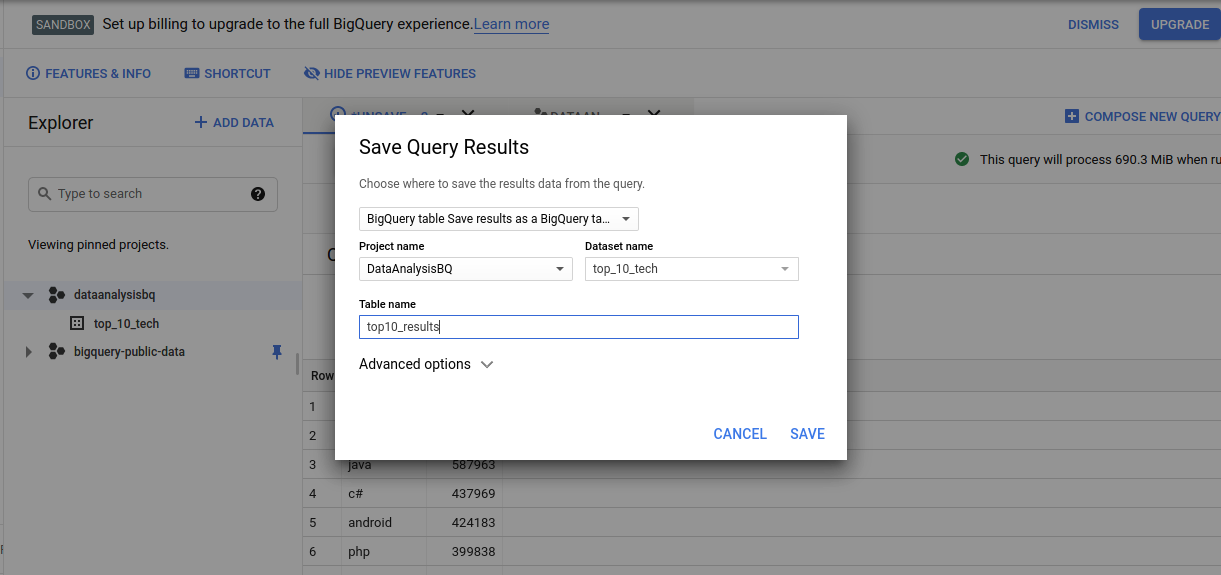 SANDBOX Set up billing to upgrade to the full BigQuery experience. Learn more DISMISS UPGRADE
FEATURES & INFO SHORTCUT HIDE PREVIEW FEATURES
Explorer + ADD DATA
COMPOSE NEW QUERY
This query will process 690.3 MiB when ru
Type to search
Viewing pinned projects.
dataanalysisbq
top_10_tech
bigquery-public-data
Save Query Results
Choose where to save the results data from the query.
BigQuery table Save results as a BigQuery ta...
Project name Dataset name
DataAnalysisBQ top_10_tech
Table name
top10_results
Advanced options
CANCEL SAVE
Row
1
2
3 java 587963
4 c# 437969
5 android 424183
6 php 399838